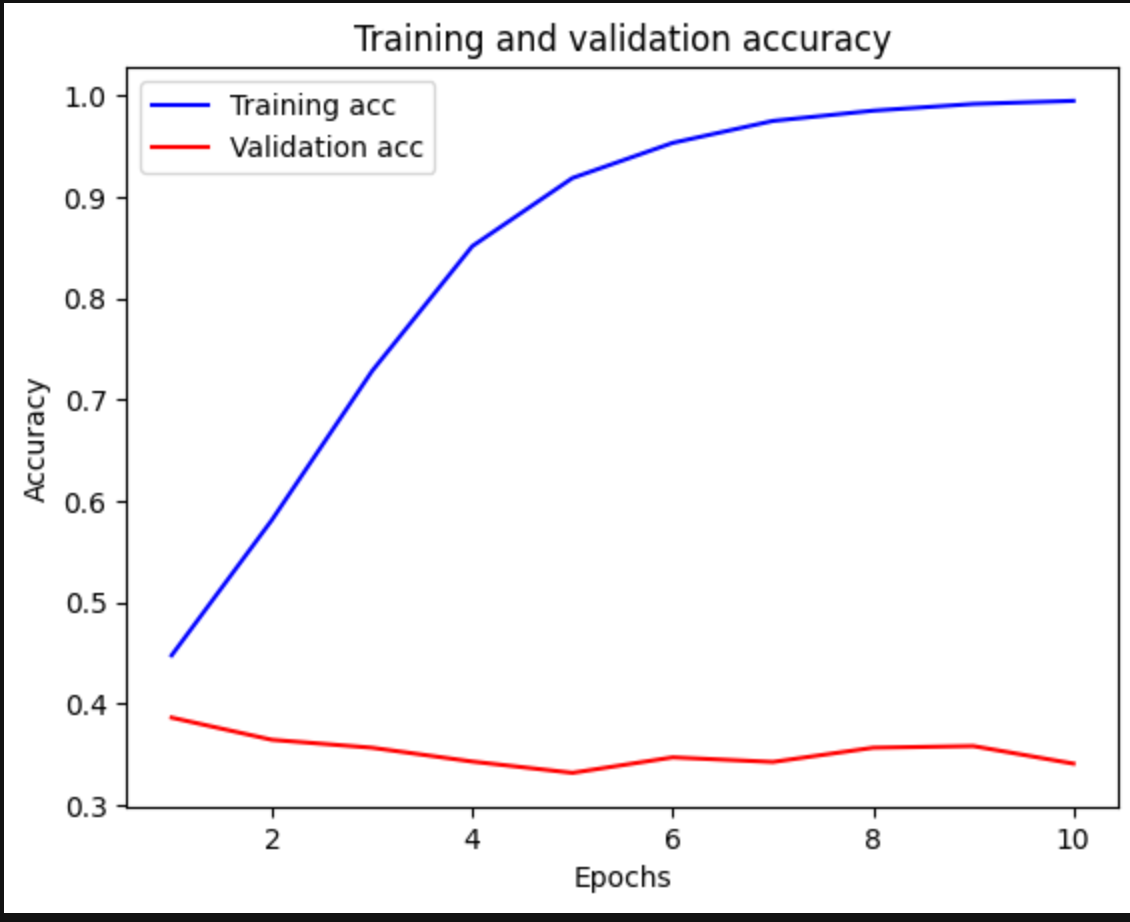 Training and validation accuracy
1.0
Training acc
Validation acc
0.9
0.8
0.7
0.6
0.5
0.4
0.3
Accuracy
2 4 6 8 10
Epochs